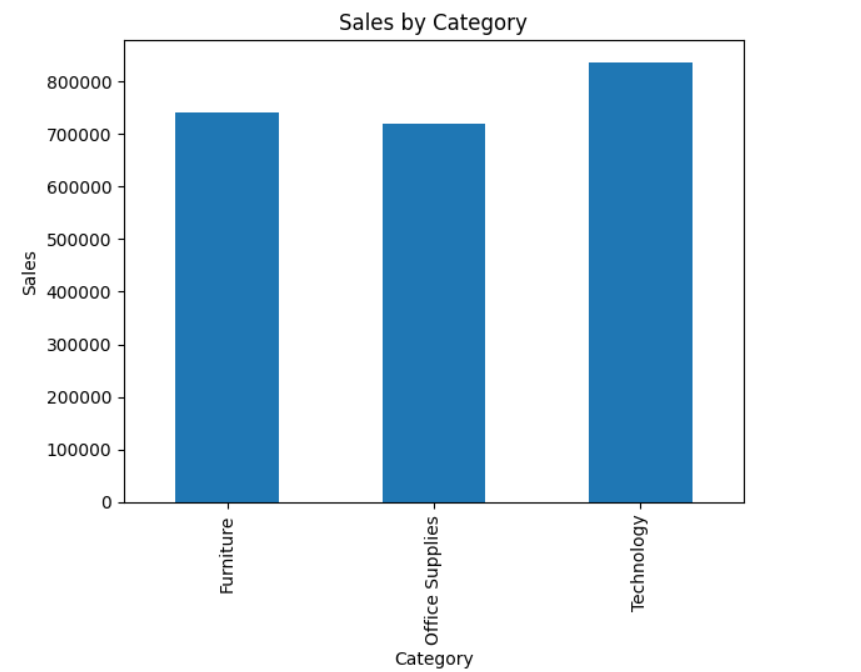 Sales by Category
800000
700000
600000
500000
400000
300000
200000
100000
0
Sales
Furniture
Office Supplies
Technology
Category